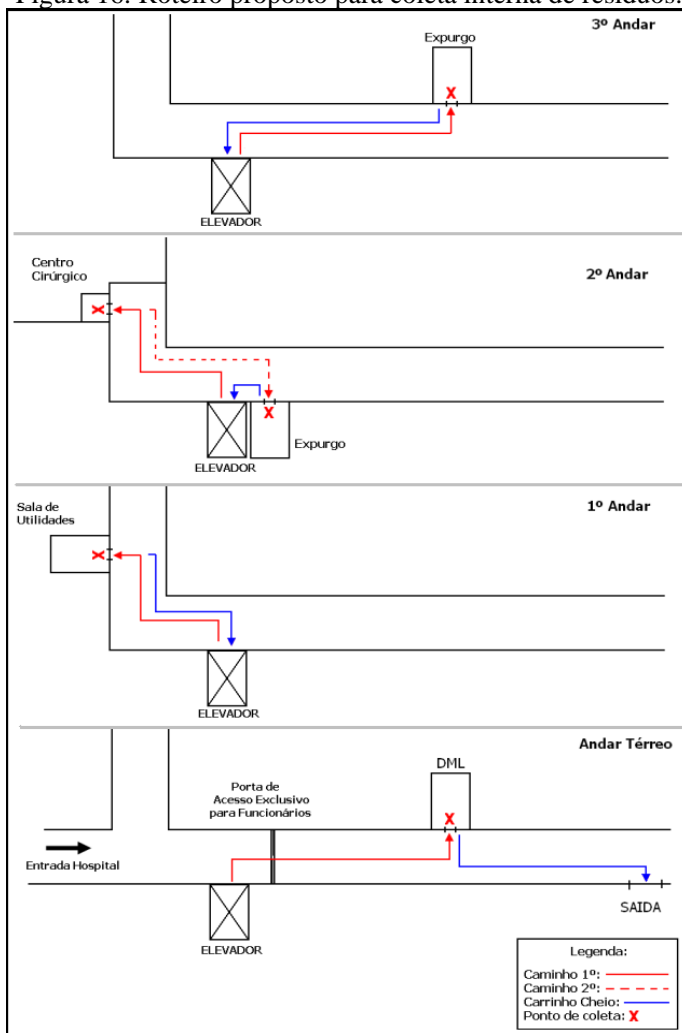 Figura 16: Roteiro proposto para coleta interna de resíduos.
3º Andar
Expurgo
X
ELEVADOR
2º Andar
Centro
Cirúrgico
X
X
ELEVADOR
Expurgo
1º Andar
Sala de
Utilidades
X
ELEVADOR
Andar Térreo
DML
Porta de
Acesso Exclusivo
para Funcionários
X
Entrada Hospital
SAIDA
ELEVADOR
Legenda:
Caminho 1º:
Caminho 2º:
Carrinho Cheio:
Ponto de coleta: X